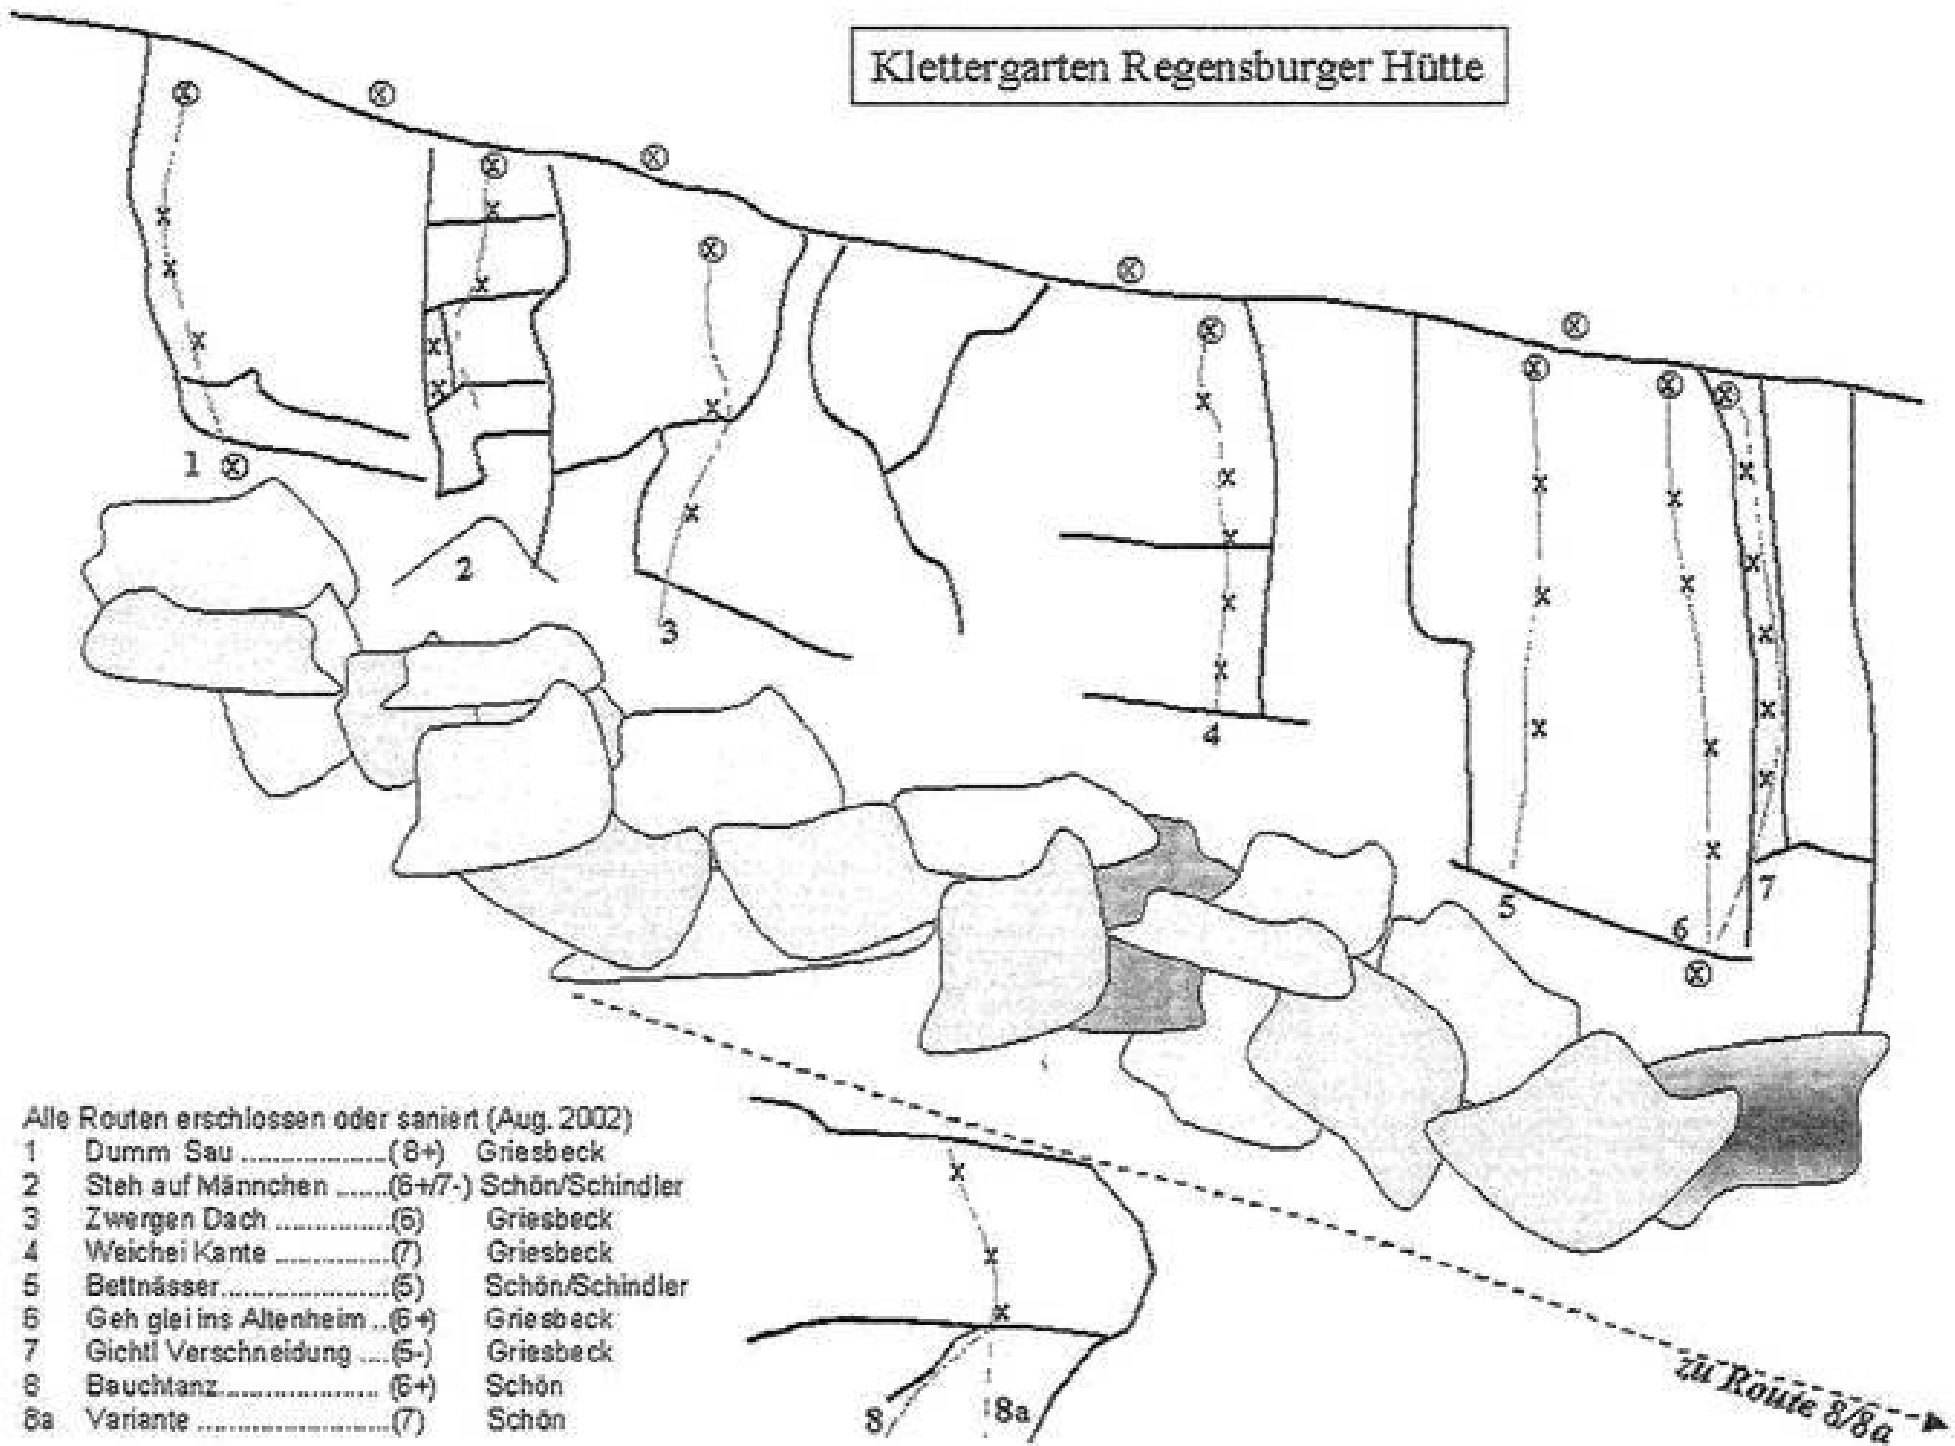 Klettergarten Regensburger Hütte
1
2
3
4
5
6
7
Alle Routen erschlossen oder saniert (Aug. 2002)
1 Dumm Sau ..................... (8+) Griesbeck
2 Steh auf Männchen ....... (6+/7-) Schön/Schindler
3 Zwergen Dach ................. (6) Griesbeck
4 Weichei Kante ................. (7) Griesbeck
5 Bettnässer......................... (5) Schön/Schindler
6 Geh glei ins Altenheim .. (6+) Griesbeck
7 Gichtl Verschneidung .... (5-) Griesbeck
8 Bauchtanz....................... (6+) Schön
8a Variante ............................ (7) Schön
8
8a
zu Route 8/8a